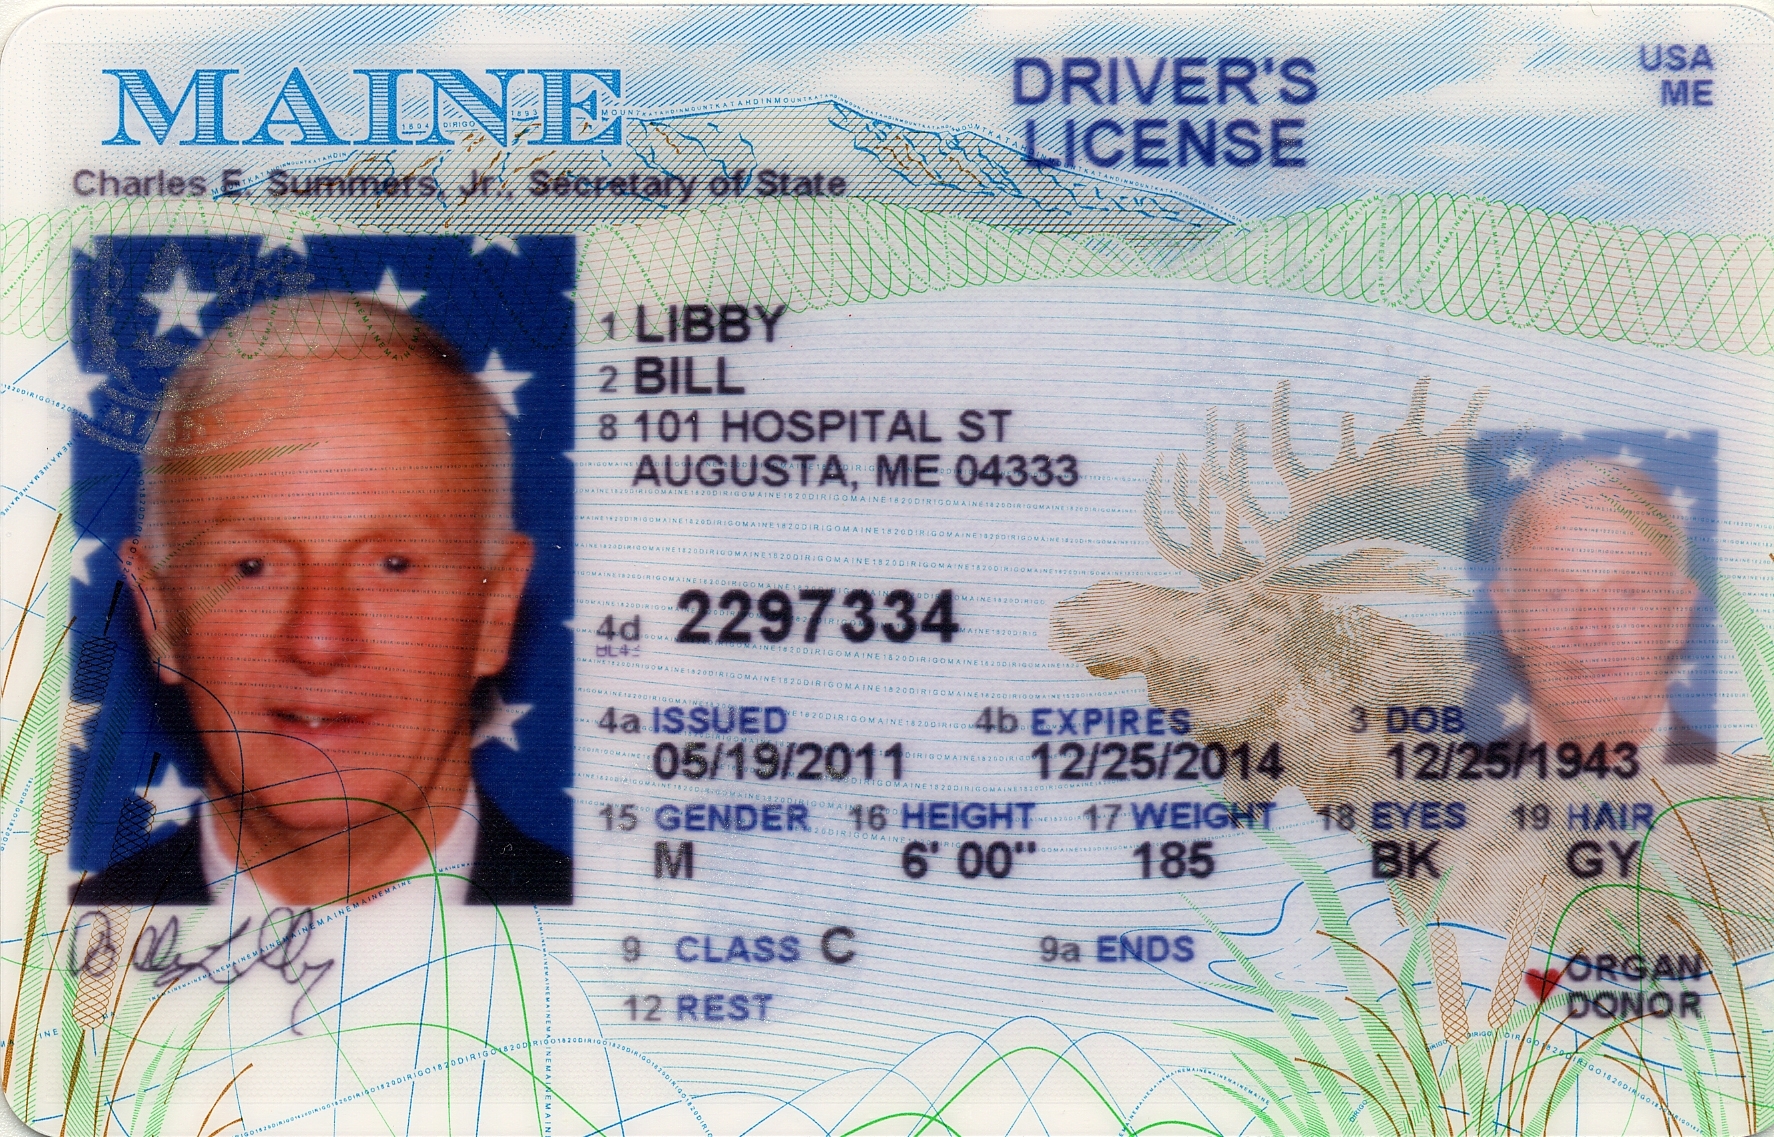 MAINE
DRIVER'S
LICENSE
USA
ME
Charles E. Summers, Jr., Secretary of State
1 LIBBY
2 BILL
8 101 HOSPITAL ST
AUGUSTA, ME 04333
4d 2297334
4a ISSUED 4b EXPIRES 3 DOB
05/19/2011 12/25/2014 12/25/1943
15 GENDER 16 HEIGHT 17 WEIGHT 18 EYES 19 HAIR
M 6' 00" 185 BK GY
9 CLASS C 9a ENDS
12 REST
ORGAN
DONOR